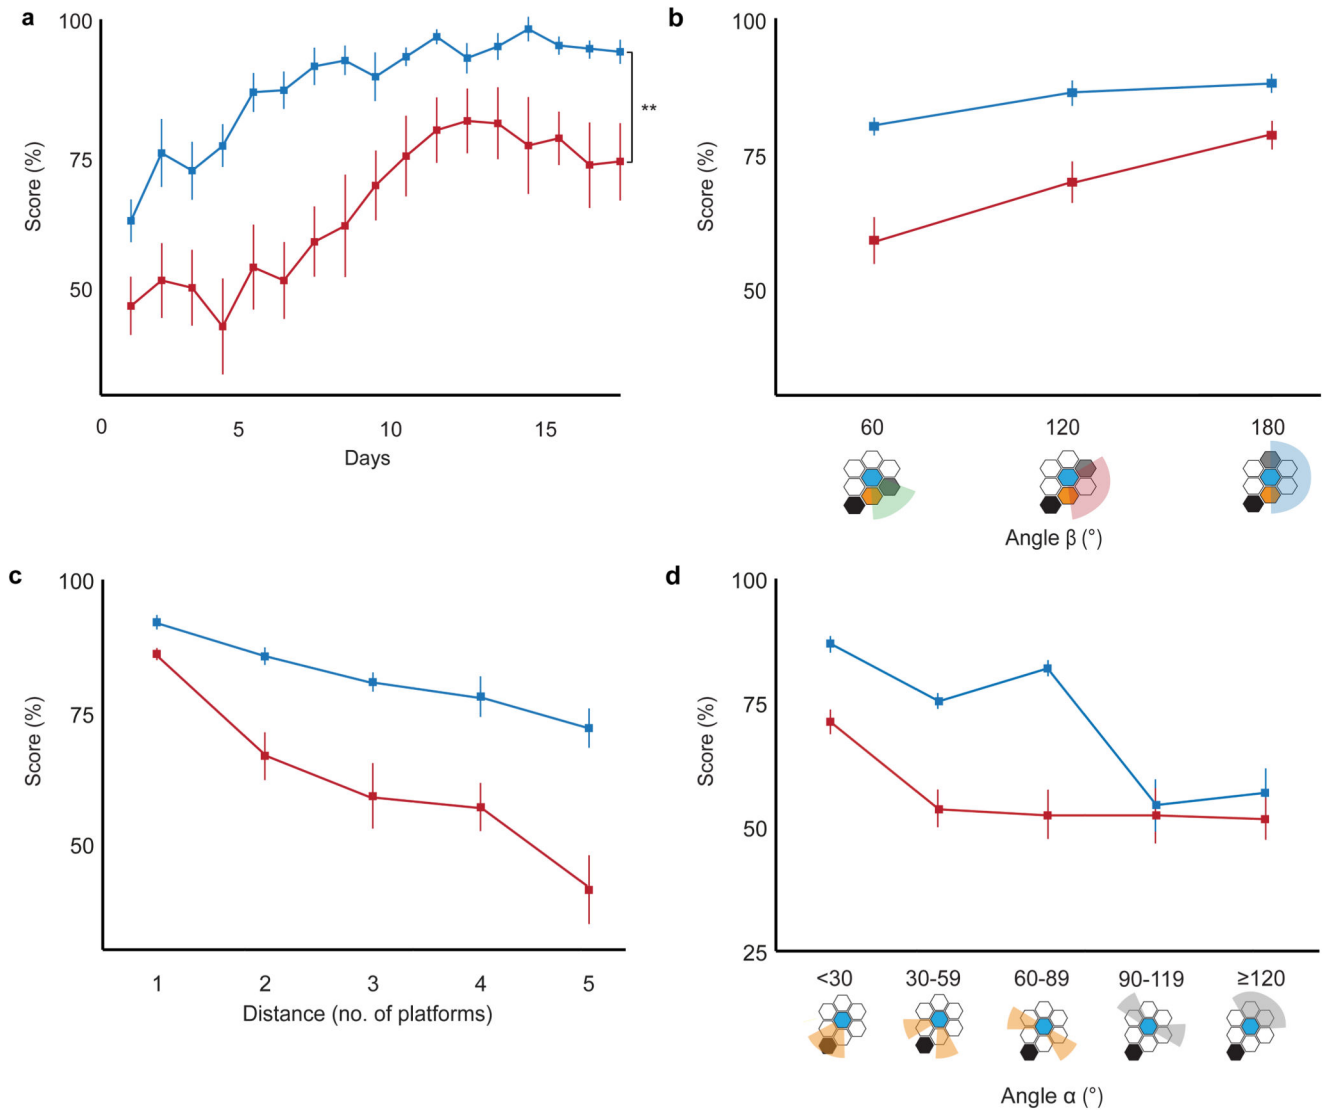 a
100
75
50
Score (%)
**
0 5 10 15
Days
b
100
75
50
Score (%)
60 120 180
Angle β (°)
c
100
75
50
Score (%)
1 2 3 4 5
Distance (no. of platforms)
d
100
75
50
25
Score (%)
<30 30-59 60-89 90-119 ≥120
Angle α (°)